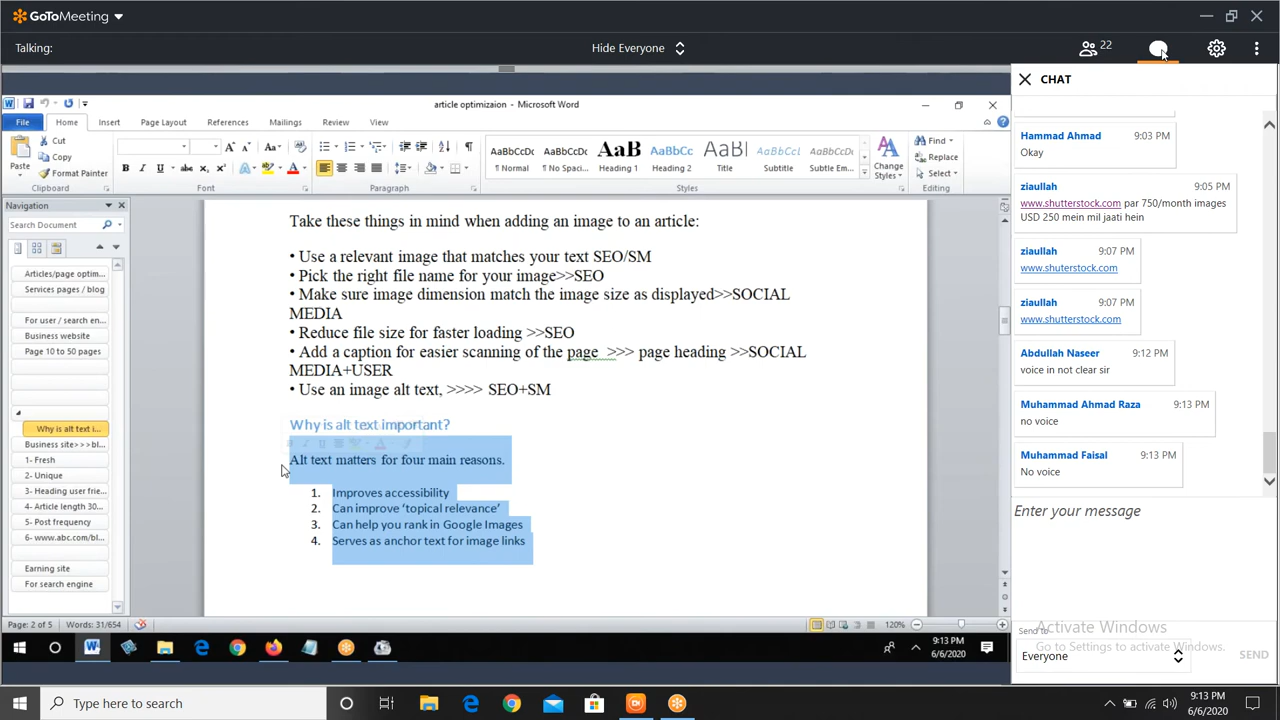 GoToMeeting
Talking:
Hide Everyone
22
CHAT
article optimizaion - Microsoft Word
File Home Insert Page Layout References Mailings Review View
Cut
Copy
Format Painter
Paste
Clipboard
Font
Paragraph
AaBbCcDc AaBbCcDc AaB AaBbCc AaBl AaBbCcI AaBbCcDc
¶ Normal ¶ No Spaci... Heading 1 Heading 2 Title Subtitle Subtle Em...
Change
Styles
Styles
Find
Replace
Select
Editing
Navigation
Search Document
Articles/page optim...
Services pages / blog
For user / search en...
Business website
Page 10 to 50 pages
Why is alt text i...
Business site>>>bl...
1- Fresh
2- Unique
3- Heading user frie...
4- Article length 30...
5- Post frequency
6- www.abc.com/bl...
Earning site
For search engine
Take these things in mind when adding an image to an article:
• Use a relevant image that matches your text SEO/SM
• Pick the right file name for your image>>SEO
• Make sure image dimension match the image size as displayed>>SOCIAL
MEDIA
• Reduce file size for faster loading >>SEO
• Add a caption for easier scanning of the page >>> page heading >>SOCIAL
MEDIA+USER
• Use an image alt text, >>>> SEO+SM
Why is alt text important?
Alt text matters for four main reasons.
1. Improves accessibility
2. Can improve ‘topical relevance’
3. Can help you rank in Google Images
4. Serves as anchor text for image links
Page: 2 of 5 Words: 31/654
120%
9:13 PM
6/6/2020
Hammad Ahmad 9:03 PM
Okay
ziaullah 9:05 PM
www.shutterstock.com par 750/month images
USD 250 mein mil jaati hein
ziaullah 9:07 PM
www.shuterstock.com
ziaullah 9:07 PM
www.shutterstock.com
Abdullah Naseer 9:12 PM
voice in not clear sir
Muhammad Ahmad Raza 9:13 PM
no voice
Muhammad Faisal 9:13 PM
No voice
Enter your message
Activate Windows
Go to Settings to activate Windows.
Send to
Everyone
SEND
Type here to search
9:13 PM
6/6/2020